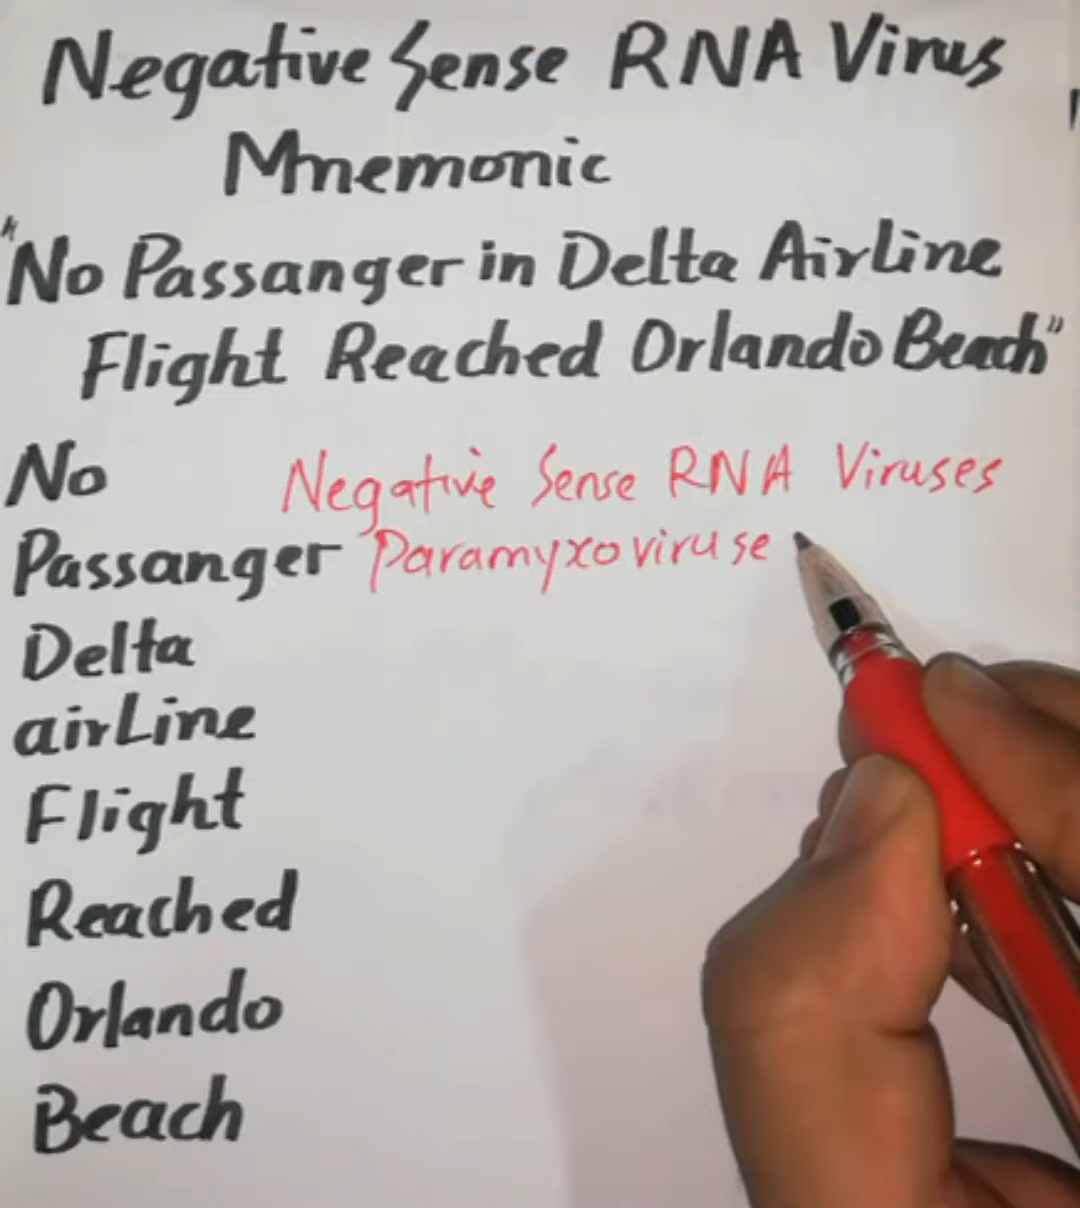 Negative Sense RNA Virus
Mnemonic
"No Passanger in Delta Airline
Flight Reached Orlando Beach"
No Negative Sense RNA Viruses
Passanger Paramyxoviruse
Delta
airLine
Flight
Reached
Orlando
Beach